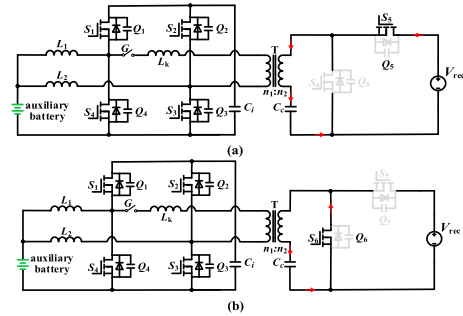 S1 Q1 S2 Q2 S5
L1 G Lk T Q5
L2 S6 Q6 Vrec
n1:n2
auxiliary battery S4 Q4 S3 Q3 Ci Cc
(a)
S1 Q1 S2 Q2 S5
L1 G Lk T Q5
L2 S6 Q6 Vrec
n1:n2
auxiliary battery S4 Q4 S3 Q3 Ci Cc
(b)